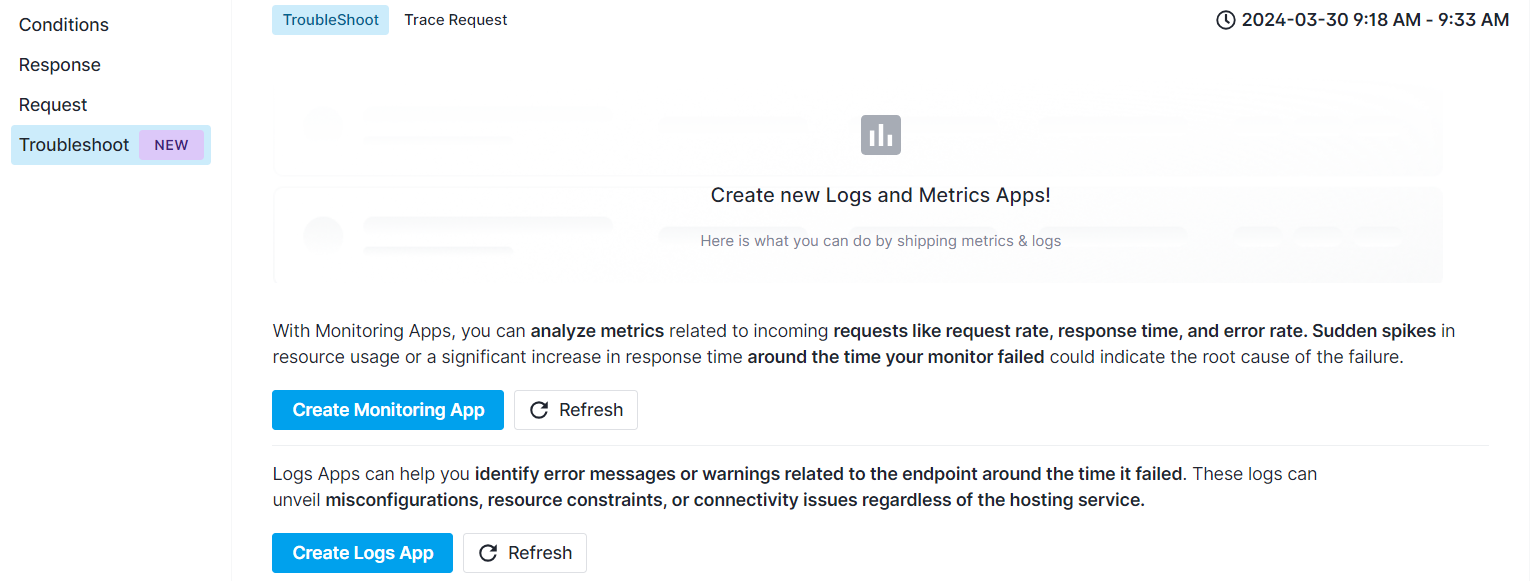 Conditions
Response
Request
Troubleshoot NEW
TroubleShoot Trace Request
2024-03-30 9:18 AM - 9:33 AM
Create new Logs and Metrics Apps!
Here is what you can do by shipping metrics & logs
With Monitoring Apps, you can analyze metrics related to incoming requests like request rate, response time, and error rate. Sudden spikes in
resource usage or a significant increase in response time around the time your monitor failed could indicate the root cause of the failure.
Create Monitoring App Refresh
Logs Apps can help you identify error messages or warnings related to the endpoint around the time it failed. These logs can
unveil misconfigurations, resource constraints, or connectivity issues regardless of the hosting service.
Create Logs App Refresh